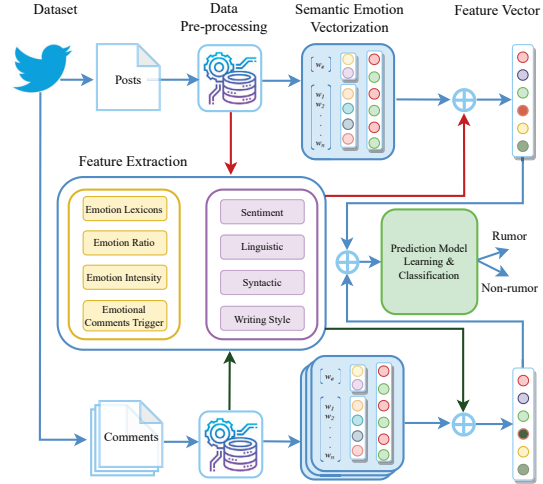 Dataset
Data
Pre-processing
Semantic Emotion
Vectorization
Feature Vector
Posts
w_e
w_1
w_2
.
.
.
w_n
Feature Extraction
Emotion Lexicons
Emotion Ratio
Emotion Intensity
Emotional
Comments Trigger
Sentiment
Linguistic
Syntactic
Writing Style
Prediction Model
Learning &
Classification
Rumor
Non-rumor
Comments
w_e
w_1
w_2
.
.
.
w_n